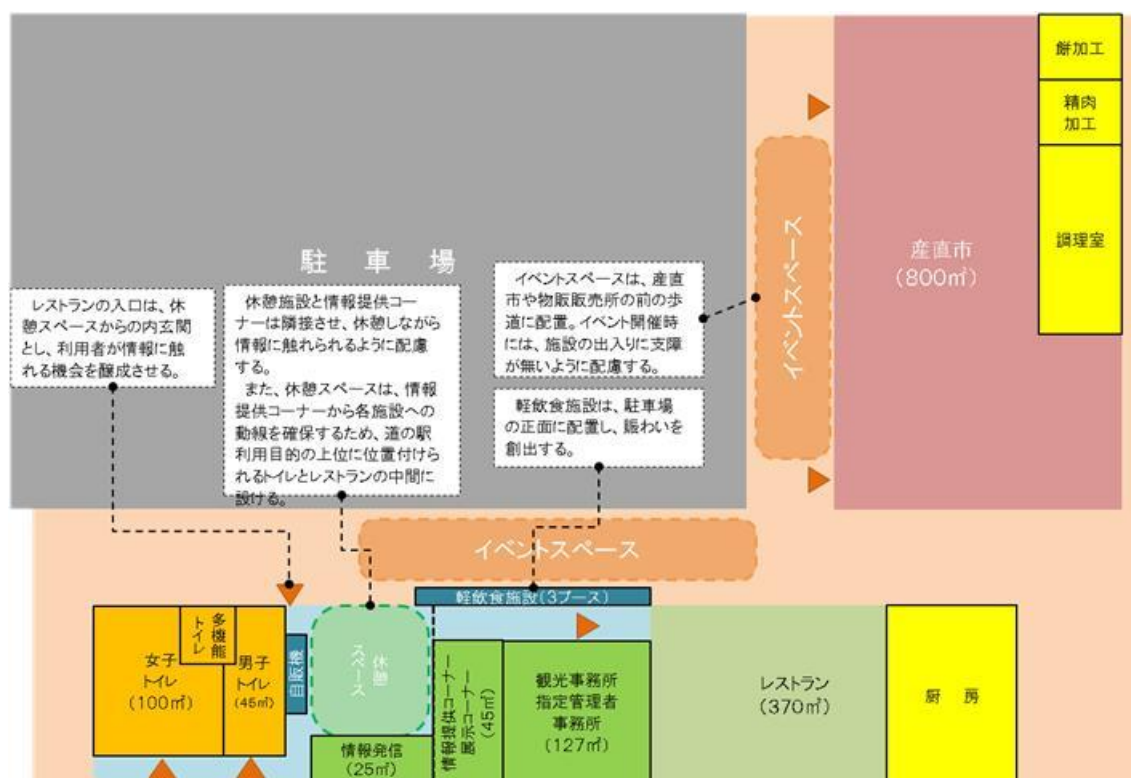 餅加工
精肉
加工
調理室
産直市
(800㎡)
イベントスペース
駐車場
レストランの入口は、休
憩スペースからの内玄関
とし、利用者が情報に触
れる機会を醸成させる。
休憩施設と情報提供コー
ナーは隣接させ、休憩しながら
情報に触れられるように配慮
する。
また、休憩スペースは、情報
提供コーナーから各施設への
動線を確保するため、道の駅
利用目的の上位に位置付けら
れるトイレとレストランの中間に
設ける。
イベントスペースは、産直
市や物販販売所の前の歩
道に配置。イベント開催時
には、施設の出入りに支障
が無いように配慮する。
軽飲食施設は、駐車場
の正面に配置し、賑わいを
創出する。
イベントスペース
軽飲食施設(3ブース)
女子
トイレ
(100㎡)
多機能
トイレ
男子
トイレ
(45㎡)
自販機
休憩
スペース
情報発信
(25㎡)
情報提供コーナー
展示コーナー
(45㎡)
観光事務所
指定管理者
事務所
(127㎡)
レストラン
(370㎡)
厨房